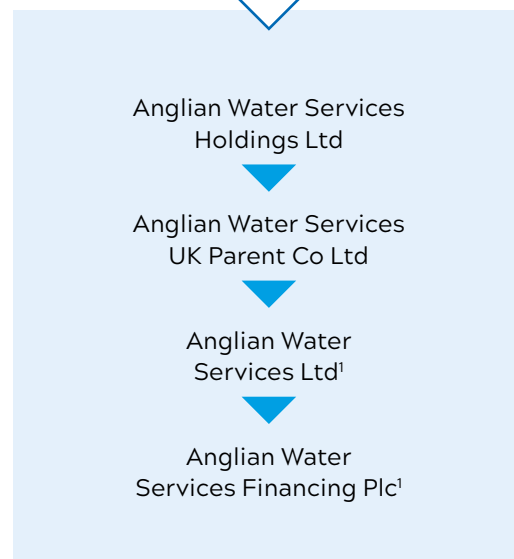 Anglian Water Services
Holdings Ltd
Anglian Water Services
UK Parent Co Ltd
Anglian Water
Services Ltd¹
Anglian Water
Services Financing Plc¹